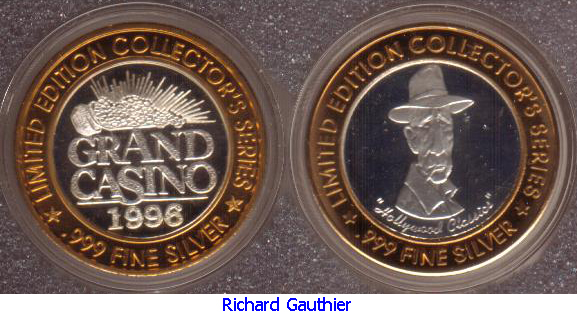 LIMITED EDITION COLLECTOR'S SERIES
GRAND
CASINO
1996
★ .999 FINE SILVER ★
LIMITED EDITION COLLECTOR'S SERIES
"Hollywood Classics"
★ .999 FINE SILVER ★
Richard Gauthier